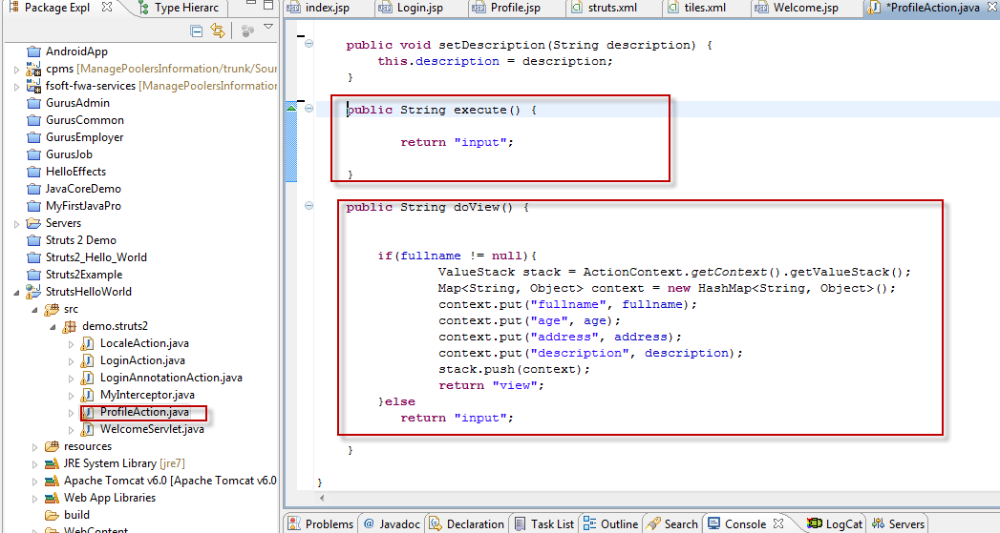 Package Expl
Type Hierarc
index.jsp
Login.jsp
Profile.jsp
struts.xml
tiles.xml
Welcome.jsp
*ProfileAction.java
AndroidApp
cpms [ManagePoolersInformation/trunk/Sour
fsoft-fwa-services [ManagePoolersInformation
GurusAdmin
GurusCommon
GurusEmployer
GurusJob
HelloEffects
JavaCoreDemo
MyFirstJavaPro
Servers
Struts 2 Demo
Struts2_Hello_World
Struts2Example
StrutsHelloWorld
src
demo.struts2
LocaleAction.java
LoginAction.java
LoginAnnotationAction.java
MyInterceptor.java
ProfileAction.java
WelcomeServlet.java
resources
JRE System Library [jre7]
Apache Tomcat v6.0 [Apache Tomcat v6.0
Web App Libraries
build
WebContent
public void setDescription(String description) {
this.description = description;
}
public String execute() {
return "input";
}
public String doView() {
if(fullname != null){
ValueStack stack = ActionContext.getContext().getValueStack();
Map<String, Object> context = new HashMap<String, Object>();
context.put("fullname", fullname);
context.put("age", age);
context.put("address", address);
context.put("description", description);
stack.push(context);
return "view";
}else
return "input";
}
}
Problems
@ Javadoc
Declaration
Task List
Outline
Search
Console
LogCat
Servers